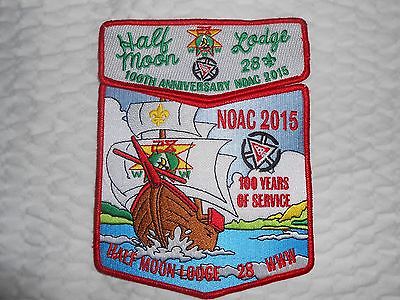 Half Lodge
Moon 28
100TH ANNIVERSARY NOAC 2015
NOAC 2015
W W
100 YEARS
OF SERVICE
HALF MOON LODGE 28 WWW